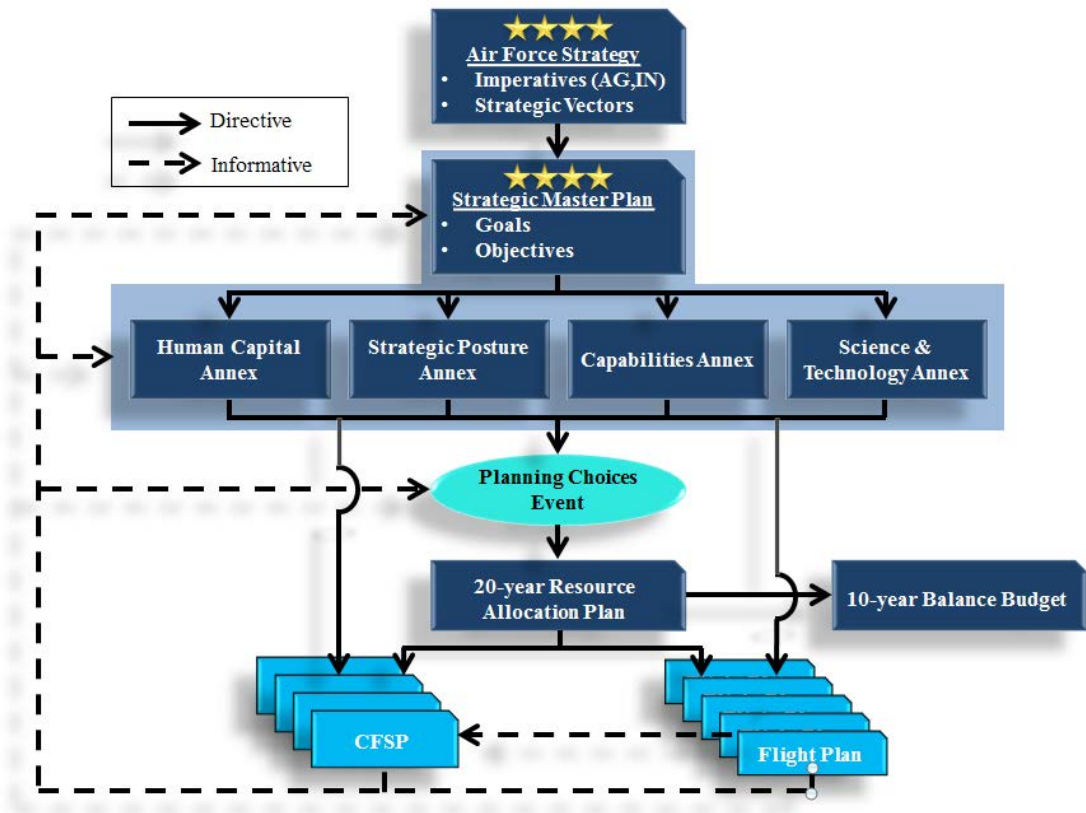 Air Force Strategy
• Imperatives (AG,IN)
• Strategic Vectors
Directive
Informative
Strategic Master Plan
• Goals
• Objectives
Human Capital
Annex
Strategic Posture
Annex
Capabilities Annex
Science &
Technology Annex
Planning Choices
Event
20-year Resource
Allocation Plan
10-year Balance Budget
CFSP
Flight Plan